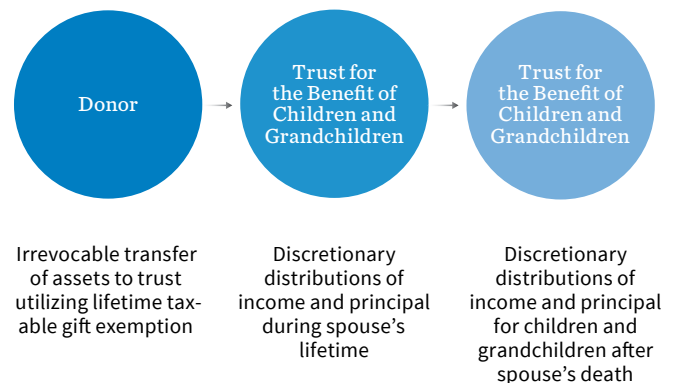 Donor
Trust for
the Benefit of
Children and
Grandchildren
Trust for
the Benefit of
Children and
Grandchildren
Irrevocable transfer
of assets to trust
utilizing lifetime tax-
able gift exemption
Discretionary
distributions of
income and principal
during spouse’s
lifetime
Discretionary
distributions of
income and principal
for children and
grandchildren after
spouse’s death